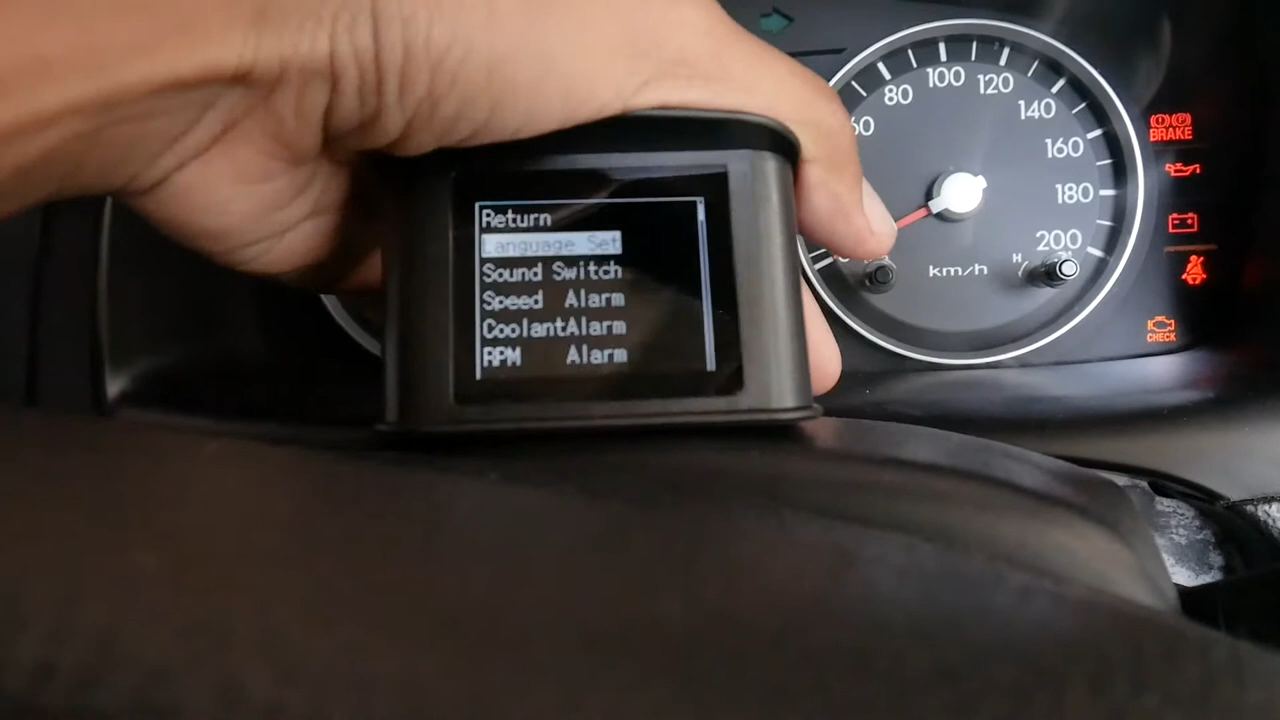 Return
Language Set
Sound Switch
Speed Alarm
CoolantAlarm
RPM Alarm
60
80
100
120
140
160
180
200
km/h
H
BRAKE
CHECK